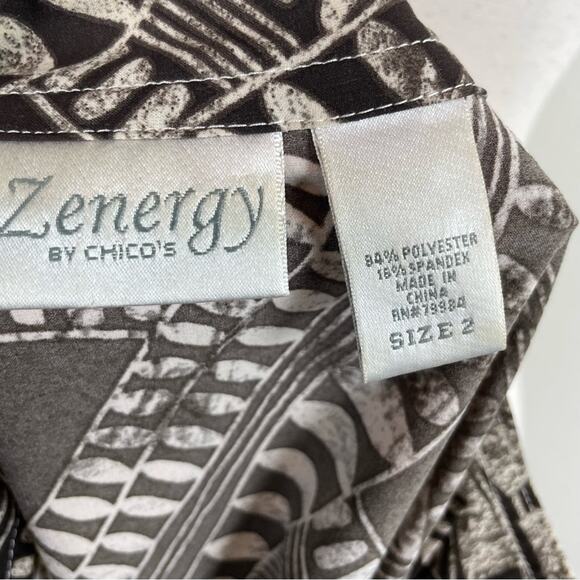 Zenergy
BY CHICO'S
84% POLYESTER
16% SPANDEX
MADE IN
CHINA
RN#79984
SIZE 2